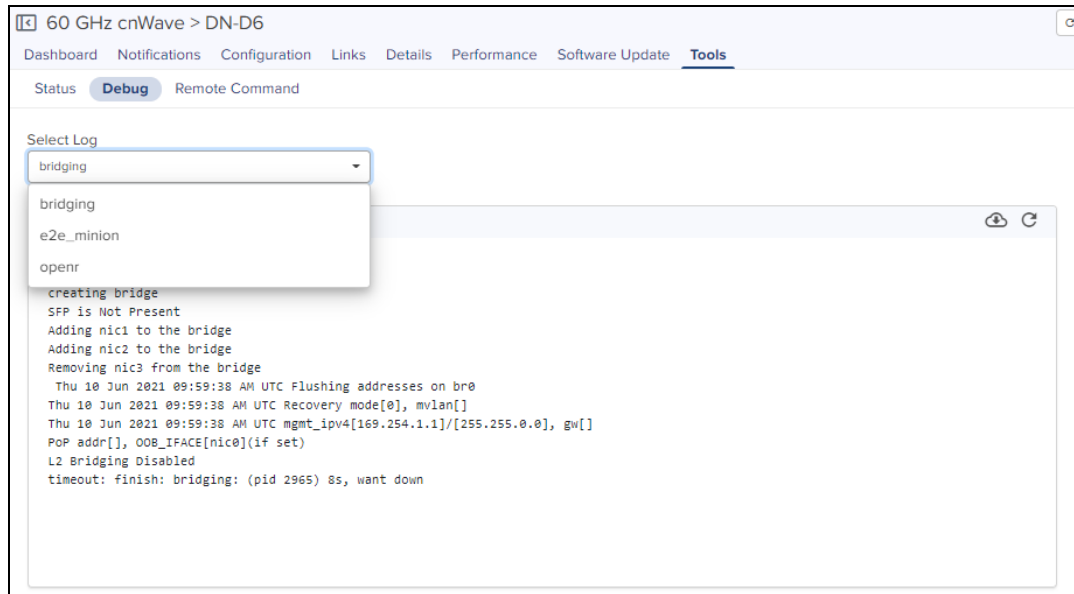 60 GHz cnWave > DN-D6
Dashboard Notifications Configuration Links Details Performance Software Update Tools
Status Debug Remote Command
Select Log
bridging
bridging
e2e_minion
openr
creating bridge
SFP is Not Present
Adding nic1 to the bridge
Adding nic2 to the bridge
Removing nic3 from the bridge
Thu 10 Jun 2021 09:59:38 AM UTC Flushing addresses on br0
Thu 10 Jun 2021 09:59:38 AM UTC Recovery mode[0], mvlan[]
Thu 10 Jun 2021 09:59:38 AM UTC mgmt_ipv4[169.254.1.1]/[255.255.0.0], gw[]
PoP addr[], OOB_IFACE[nic0](if set)
L2 Bridging Disabled
timeout: finish: bridging: (pid 2965) 8s, want down